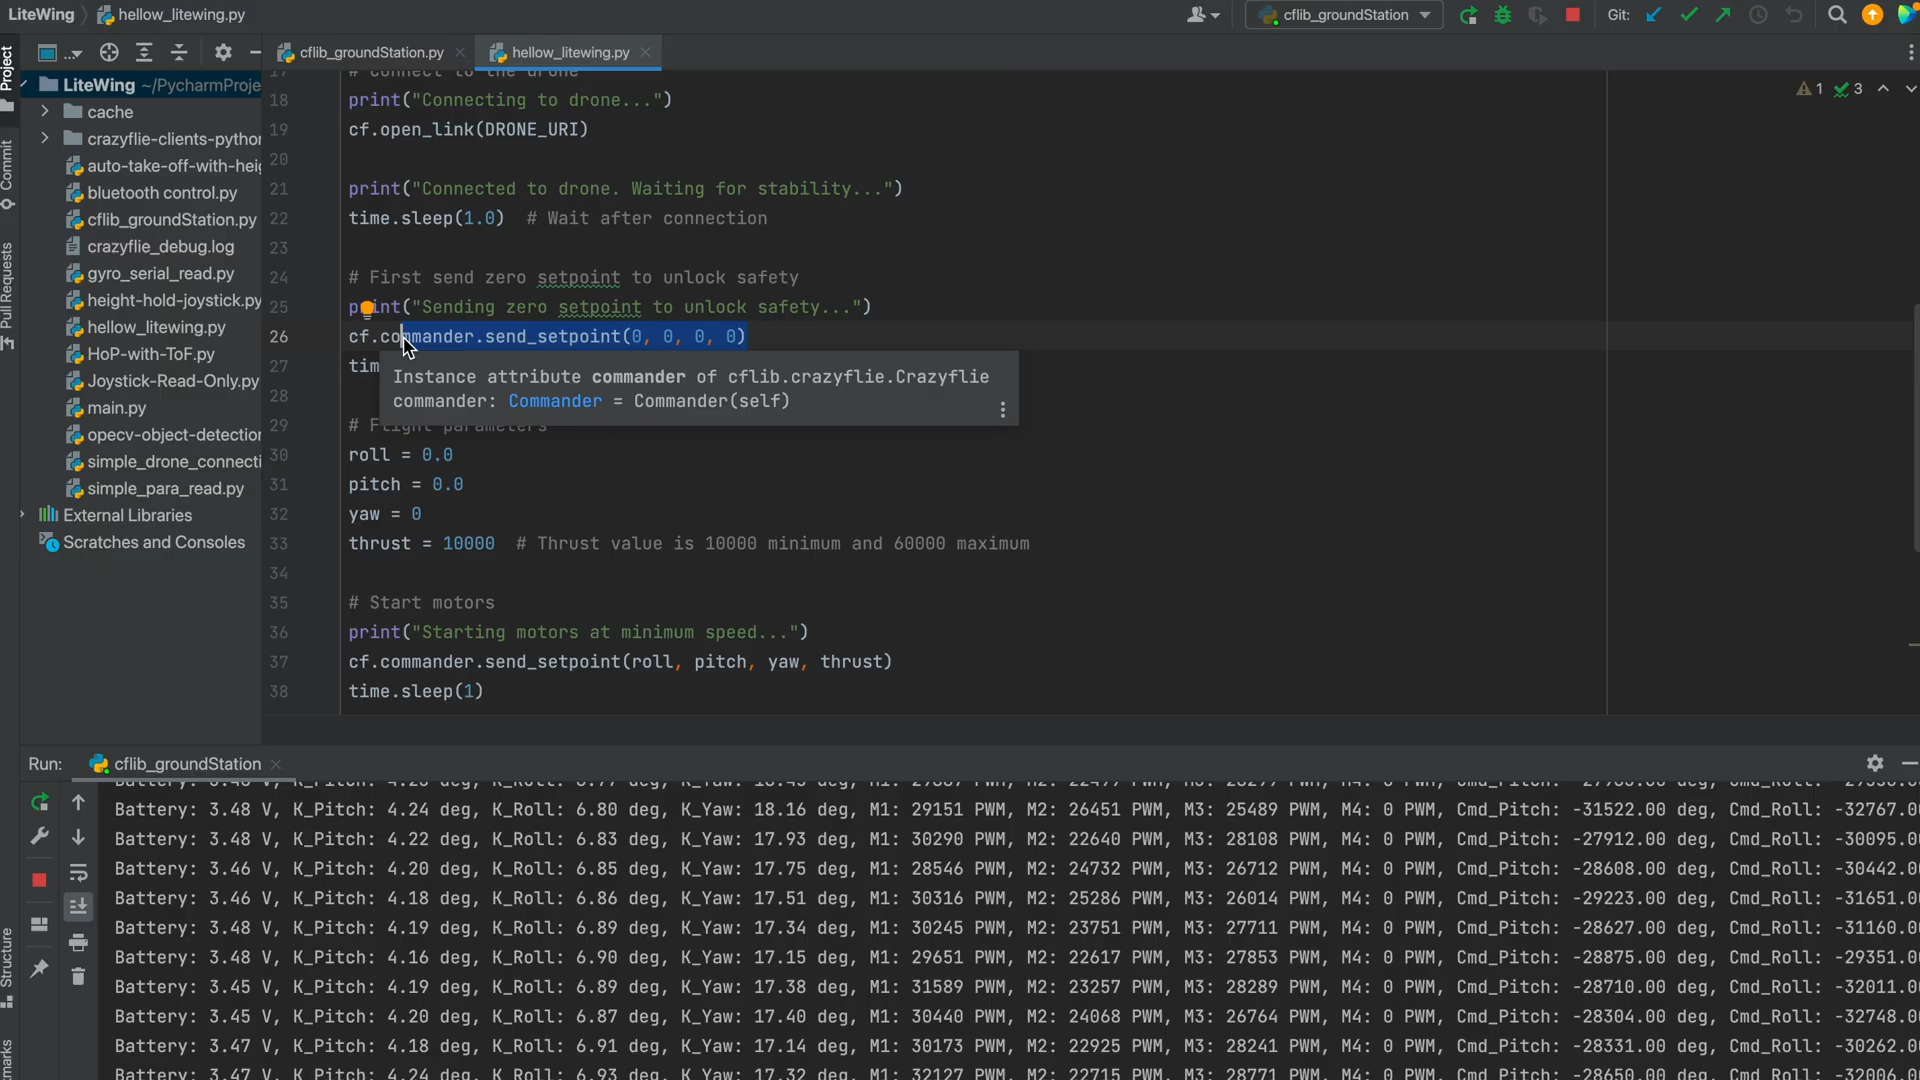 LiteWing hellow_litewing.py cflib_groundStation Git:
Project
Commit
Pull Requests
Structure
cflib_groundStation.py hellow_litewing.py
LiteWing ~/PycharmProje
cache
crazyflie-clients-python
auto-take-off-with-heig
bluetooth control.py
cflib_groundStation.py
crazyflie_debug.log
gyro_serial_read.py
height-hold-joystick.py
hellow_litewing.py
HoP-with-ToF.py
Joystick-Read-Only.py
main.py
opecv-object-detection
simple_drone_connecti
simple_para_read.py
External Libraries
Scratches and Consoles
1 3
17 # Connect to the drone
18 print("Connecting to drone...")
19 cf.open_link(DRONE_URI)
20
21 print("Connected to drone. Waiting for stability...")
22 time.sleep(1.0)  # Wait after connection
23
24 # First send zero setpoint to unlock safety
25 print("Sending zero setpoint to unlock safety...")
26 cf.commander.send_setpoint(0, 0, 0, 0)
27 tim
Instance attribute commander of cflib.crazyflie.Crazyflie
commander: Commander = Commander(self)
28
29 # Flight parameters
30 roll = 0.0
31 pitch = 0.0
32 yaw = 0
33 thrust = 10000  # Thrust value is 10000 minimum and 60000 maximum
34
35 # Start motors
36 print("Starting motors at minimum speed...")
37 cf.commander.send_setpoint(roll, pitch, yaw, thrust)
38 time.sleep(1)
Run: cflib_groundStation
Battery: 3.48 V, K_Pitch: 4.24 deg, K_Roll: 6.80 deg, K_Yaw: 18.16 deg, M1: 29151 PWM, M2: 26451 PWM, M3: 25489 PWM, M4: 0 PWM, Cmd_Pitch: -31522.00 deg, Cmd_Roll: -32767.0
Battery: 3.48 V, K_Pitch: 4.22 deg, K_Roll: 6.83 deg, K_Yaw: 17.93 deg, M1: 30290 PWM, M2: 22640 PWM, M3: 28108 PWM, M4: 0 PWM, Cmd_Pitch: -27912.00 deg, Cmd_Roll: -30095.0
Battery: 3.46 V, K_Pitch: 4.20 deg, K_Roll: 6.85 deg, K_Yaw: 17.75 deg, M1: 28546 PWM, M2: 24732 PWM, M3: 26712 PWM, M4: 0 PWM, Cmd_Pitch: -28608.00 deg, Cmd_Roll: -30442.0
Battery: 3.46 V, K_Pitch: 4.18 deg, K_Roll: 6.86 deg, K_Yaw: 17.51 deg, M1: 30316 PWM, M2: 25286 PWM, M3: 26014 PWM, M4: 0 PWM, Cmd_Pitch: -29223.00 deg, Cmd_Roll: -31651.0
Battery: 3.48 V, K_Pitch: 4.19 deg, K_Roll: 6.89 deg, K_Yaw: 17.34 deg, M1: 30245 PWM, M2: 23751 PWM, M3: 27711 PWM, M4: 0 PWM, Cmd_Pitch: -28627.00 deg, Cmd_Roll: -31160.0
Battery: 3.48 V, K_Pitch: 4.16 deg, K_Roll: 6.90 deg, K_Yaw: 17.15 deg, M1: 29651 PWM, M2: 22617 PWM, M3: 27853 PWM, M4: 0 PWM, Cmd_Pitch: -28875.00 deg, Cmd_Roll: -29351.0
Battery: 3.45 V, K_Pitch: 4.19 deg, K_Roll: 6.89 deg, K_Yaw: 17.38 deg, M1: 31589 PWM, M2: 23257 PWM, M3: 28289 PWM, M4: 0 PWM, Cmd_Pitch: -28710.00 deg, Cmd_Roll: -32011.0
Battery: 3.45 V, K_Pitch: 4.20 deg, K_Roll: 6.87 deg, K_Yaw: 17.40 deg, M1: 30440 PWM, M2: 24068 PWM, M3: 26764 PWM, M4: 0 PWM, Cmd_Pitch: -28304.00 deg, Cmd_Roll: -32748.0
Battery: 3.47 V, K_Pitch: 4.18 deg, K_Roll: 6.91 deg, K_Yaw: 17.14 deg, M1: 30173 PWM, M2: 22925 PWM, M3: 28241 PWM, M4: 0 PWM, Cmd_Pitch: -28331.00 deg, Cmd_Roll: -30262.0
Battery: 3.47 V, K_Pitch: 4.24 deg, K_Roll: 6.93 deg, K_Yaw: 17.32 deg, M1: 32127 PWM, M2: 22715 PWM, M3: 28771 PWM, M4: 0 PWM, Cmd_Pitch: -28650.00 deg, Cmd_Roll: -32006.0